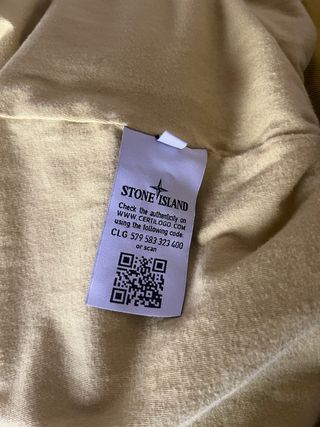 STONE ISLAND
Check the authenticity on
WWW.CERTILOGO.COM
using the following code
CLG 579 583 323 400
or scan